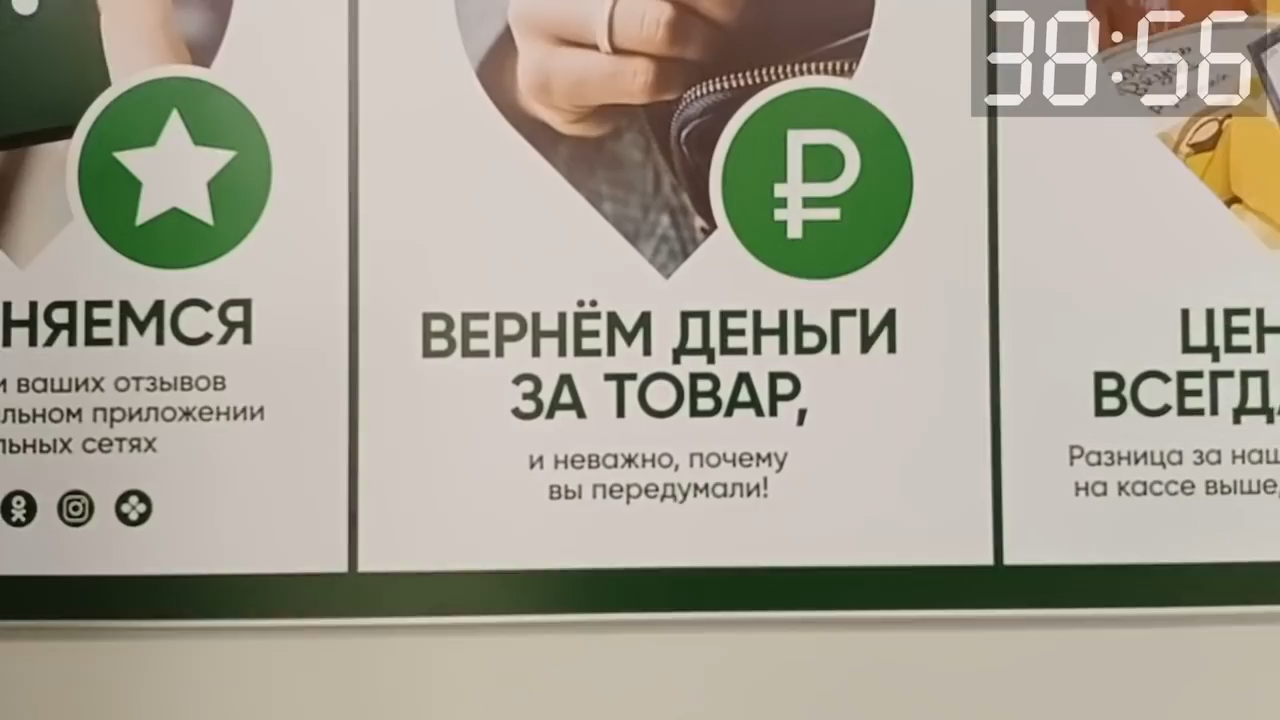 38:56
НЯЕМСЯ
и ваших отзывов
льном приложении
льных сетях
ВЕРНЁМ ДЕНЬГИ
ЗА ТОВАР,
и неважно, почему
вы передумали!
ЦЕН
ВСЕГДА
Разница за наш
на кассе выше,